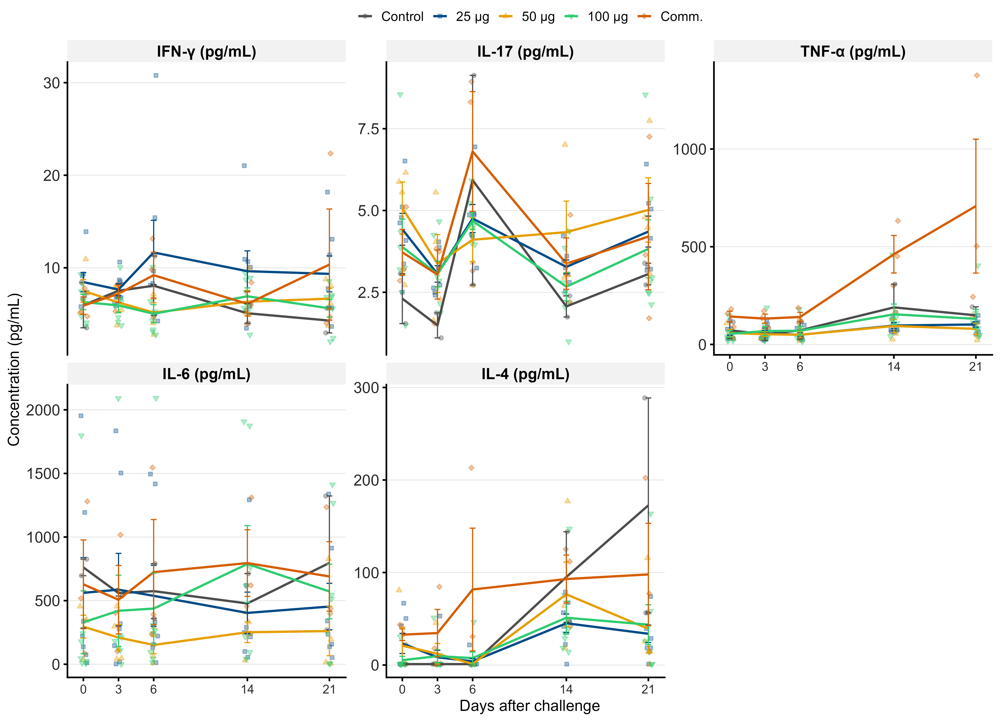 Control 25 µg 50 µg 100 µg Comm.
IFN-γ (pg/mL) IL-17 (pg/mL) TNF-α (pg/mL)
30
20
10
7.5
5.0
2.5
1000
500
0
0 3 6 14 21
Concentration (pg/mL)
IL-6 (pg/mL) IL-4 (pg/mL)
2000
1500
1000
500
0
0 3 6 14 21
300
200
100
0
0 3 6 14 21
Days after challenge